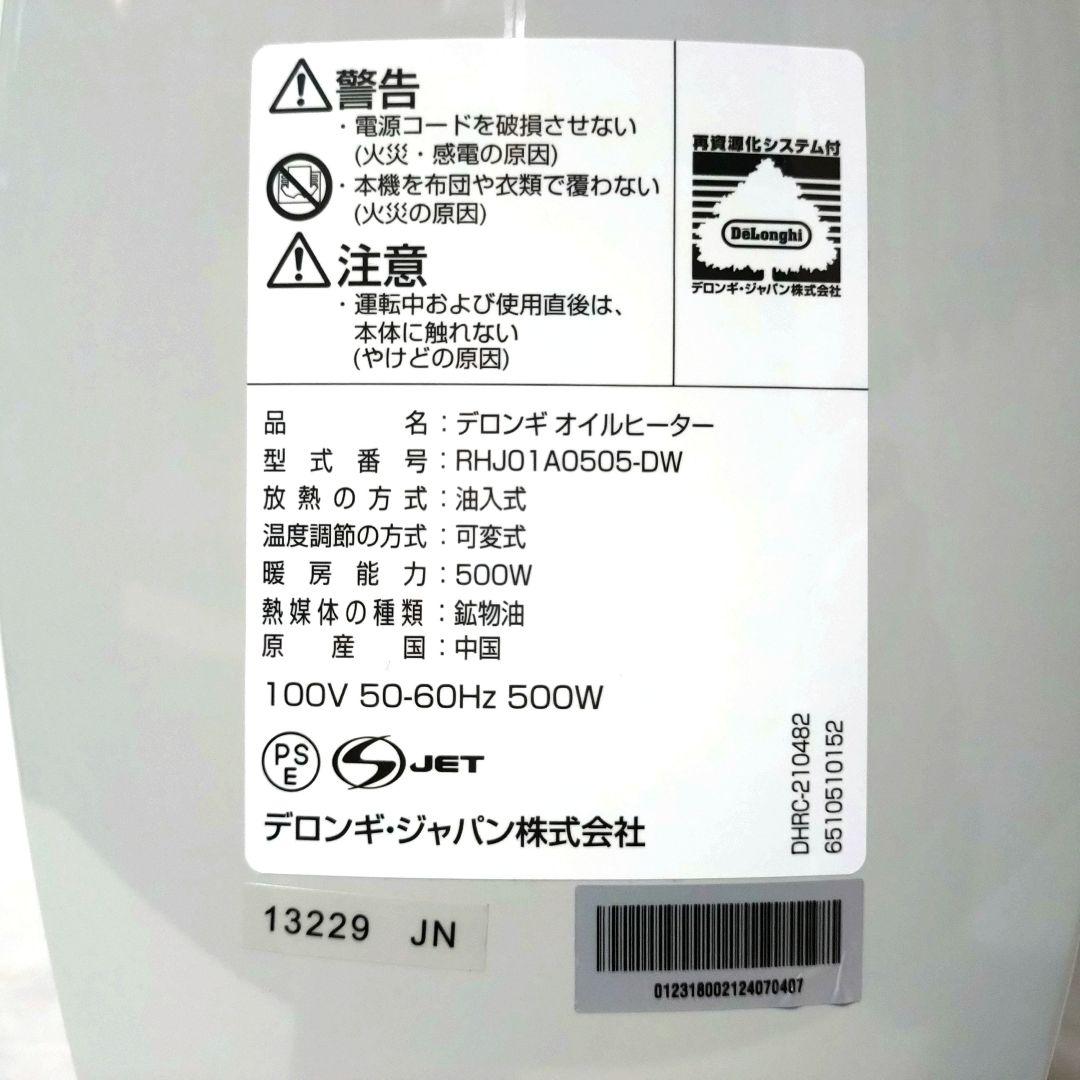 警告
・電源コードを破損させない
(火災・感電の原因)
・本機を布団や衣類で覆わない
(火災の原因)
注意
・運転中および使用直後は、
本体に触れない
(やけどの原因)
再資源化システム付
DeLonghi
デロンギ・ジャパン株式会社
品名：デロンギ オイルヒーター
型式番号：RHJ01A0505-DW
放熱の方式：油入式
温度調節の方式：可変式
暖房能力：500W
熱媒体の種類：鉱物油
原産国：中国
100V 50-60Hz 500W
PS
E
JET
デロンギ・ジャパン株式会社
DHRC-210482
6510510152
13229 JN
012318002124070407